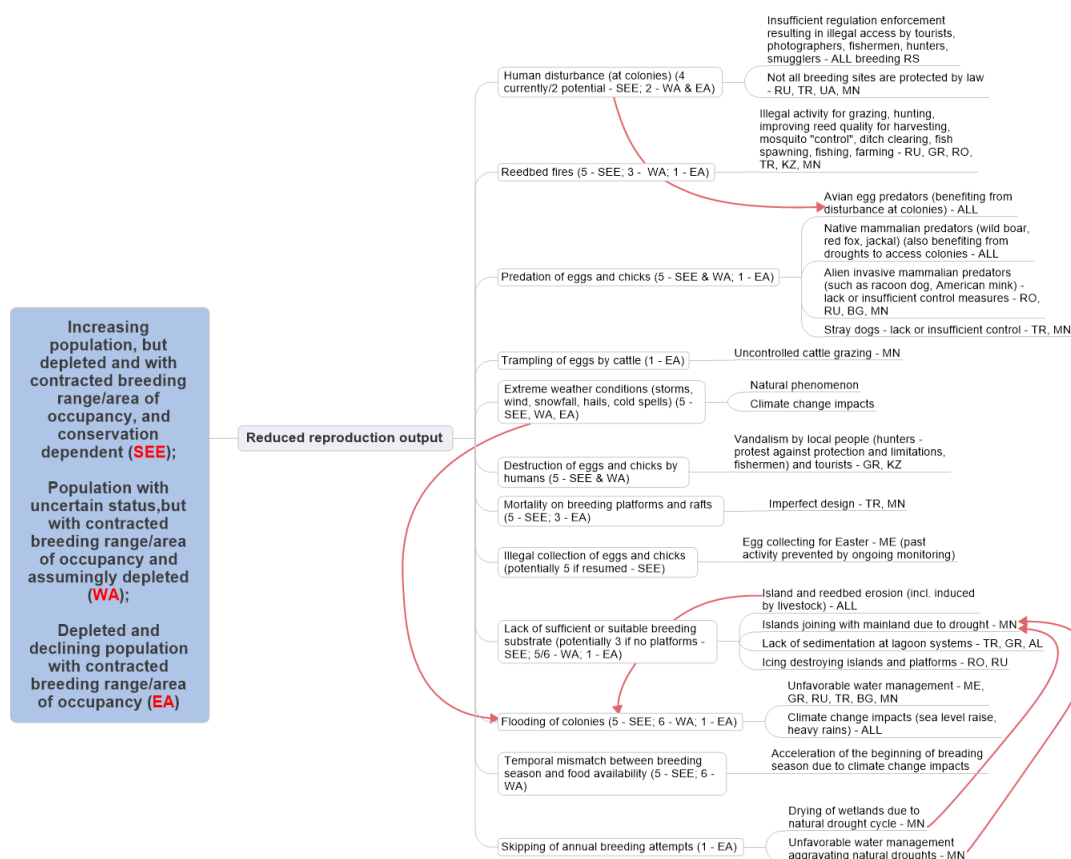 Increasing
population, but
depleted and with
contracted breeding
range/area of
occupancy, and
conservation
dependent (SEE);
Population with
uncertain status,but
with contracted
breeding range/area
of occupancy and
assumingly depleted
(WA);
Depleted and
declining population
with contracted
breeding range/area
of occupancy (EA)
Reduced reproduction output
Human disturbance (at colonies) (4
currently/2 potential - SEE; 2 - WA & EA)
Insufficient regulation enforcement
resulting in illegal access by tourists,
photographers, fishermen, hunters,
smugglers - ALL breeding RS
Not all breeding sites are protected by law
- RU, TR, UA, MN
Reedbed fires (5 - SEE; 3 - WA; 1 - EA)
Illegal activity for grazing, hunting,
improving reed quality for harvesting,
mosquito "control", ditch clearing, fish
spawning, fishing, farming - RU, GR, RO,
TR, KZ, MN
Predation of eggs and chicks (5 - SEE & WA; 1 - EA)
Avian egg predators (benefiting from
disturbance at colonies) - ALL
Native mammalian predators (wild boar,
red fox, jackal) (also benefiting from
droughts to access colonies - ALL
Alien invasive mammalian predators
(such as racoon dog, American mink) -
lack or insufficient control measures - RO,
RU, BG, MN
Stray dogs - lack or insufficient control - TR, MN
Trampling of eggs by cattle (1 - EA)
Uncontrolled cattle grazing - MN
Extreme weather conditions (storms,
wind, snowfall, hails, cold spells) (5 -
SEE, WA, EA)
Natural phenomenon
Climate change impacts
Destruction of eggs and chicks by
humans (5 - SEE & WA)
Vandalism by local people (hunters -
protest against protection and limitations,
fishermen) and tourists - GR, KZ
Mortality on breeding platforms and rafts
(5 - SEE; 3 - EA)
Imperfect design - TR, MN
Illegal collection of eggs and chicks
(potentially 5 if resumed - SEE)
Egg collecting for Easter - ME (past
activity prevented by ongoing monitoring)
Lack of sufficient or suitable breeding
substrate (potentially 3 if no platforms -
SEE; 5/6 - WA; 1 - EA)
Island and reedbed erosion (incl. induced
by livestock) - ALL
Islands joining with mainland due to drought - MN
Lack of sedimentation at lagoon systems - TR, GR, AL
Icing destroying islands and platforms - RO, RU
Flooding of colonies (5 - SEE; 6 - WA; 1 - EA)
Unfavorable water management - ME,
GR, RU, TR, BG, MN
Climate change impacts (sea level raise,
heavy rains) - ALL
Temporal mismatch between breeding
season and food availability (5 - SEE; 6 -
WA)
Acceleration of the beginning of breading
season due to climate change impacts
Skipping of annual breeding attempts (1 - EA)
Drying of wetlands due to
natural drought cycle - MN
Unfavorable water management
aggravating natural droughts - MN